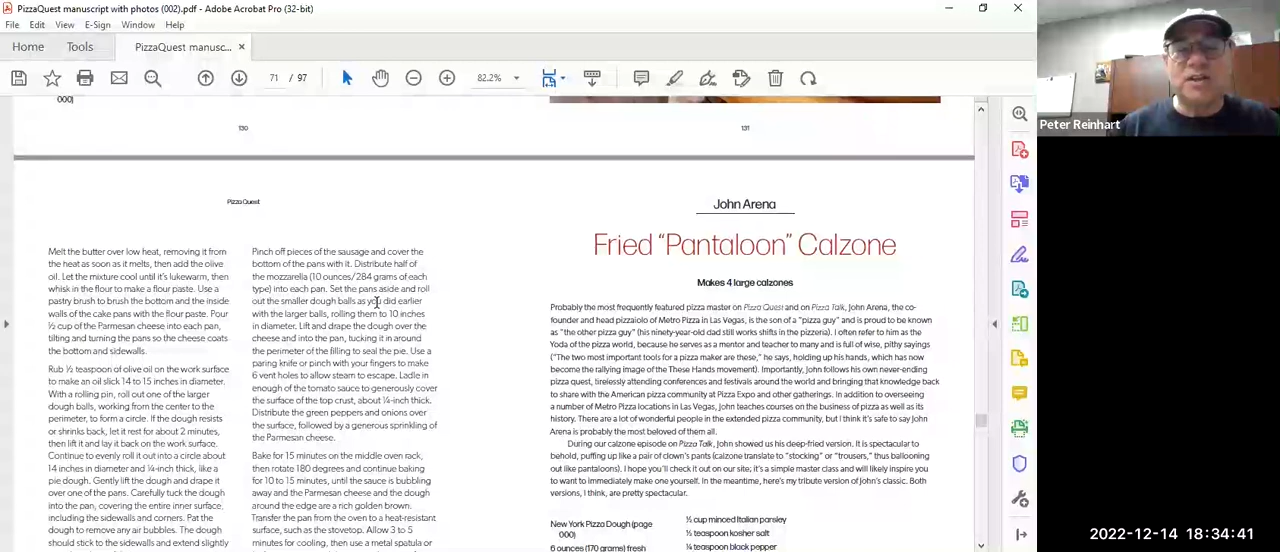 PizzaQuest manuscript with photos (002).pdf - Adobe Acrobat Pro (32-bit)
File Edit View E-Sign Window Help
Home Tools PizzaQuest manusc... ×
71 / 97 82.2%
Peter Reinhart
000)
130
131
Pizza Quest
Melt the butter over low heat, removing it from
the heat as soon as it melts, then add the olive
oil. Let the mixture cool until it's lukewarm, then
whisk in the flour to make a flour paste. Use a
pastry brush to brush the bottom and the inside
walls of the cake pans with the flour paste. Pour
½ cup of the Parmesan cheese into each pan,
tilting and turning the pans so the cheese coats
the bottom and sidewalls.
Rub ½ teaspoon of olive oil on the work surface
to make an oil slick 14 to 15 inches in diameter.
With a rolling pin, roll out one of the larger
dough balls, working from the center to the
perimeter, to form a circle. If the dough resists
or shrinks back, let it rest for about 2 minutes,
then lift it and lay it back on the work surface.
Continue to evenly roll it out into a circle about
14 inches in diameter and ¼-inch thick, like a
pie dough. Gently lift the dough and drape it
over one of the pans. Carefully tuck the dough
into the pan, covering the entire inner surface,
including the sidewalls and corners. Pat the
dough to remove any air bubbles. The dough
should stick to the sidewalls and extend slightly
Pinch off pieces of the sausage and cover the
bottom of the pans with it. Distribute half of
the mozzarella (10 ounces/284 grams of each
type) into each pan. Set the pans aside and roll
out the smaller dough balls as you did earlier
with the larger balls, rolling them to 10 inches
in diameter. Lift and drape the dough over the
cheese and into the pan, tucking it in around
the perimeter of the filling to seal the pie. Use a
paring knife or pinch with your fingers to make
6 vent holes to allow steam to escape. Ladle in
enough of the tomato sauce to generously cover
the surface of the top crust, about ¼-inch thick.
Distribute the green peppers and onions over
the surface, followed by a generous sprinkling of
the Parmesan cheese.
Bake for 15 minutes on the middle oven rack,
then rotate 180 degrees and continue baking
for 10 to 15 minutes, until the sauce is bubbling
away and the Parmesan cheese and the dough
around the edge are a rich golden brown.
Transfer the pan from the oven to a heat-resistant
surface, such as the stovetop. Allow 3 to 5
minutes for cooling, then use a metal spatula or
John Arena
Fried “Pantaloon” Calzone
Makes 4 large calzones
Probably the most frequently featured pizza master on Pizza Quest and on Pizza Talk, John Arena, the co-
founder and head pizzaiolo of Metro Pizza in Las Vegas, is the son of a “pizza guy” and is proud to be known
as “the other pizza guy” (his ninety-year-old dad still works shifts in the pizzeria). I often refer to him as the
Yoda of the pizza world, because he serves as a mentor and teacher to many and is full of wise, pithy sayings
(“The two most important tools for a pizza maker are these,” he says, holding up his hands, which has now
become the rallying image of the These Hands movement). Importantly, John follows his own never-ending
pizza quest, tirelessly attending conferences and festivals around the world and bringing that knowledge back
to share with the American pizza community at Pizza Expo and other gatherings. In addition to overseeing
a number of Metro Pizza locations in Las Vegas, John teaches courses on the business of pizza as well as its
history. There are a lot of wonderful people in the extended pizza community, but I think it's safe to say John
Arena is probably the most beloved of them all.
During our calzone episode on Pizza Talk, John showed us his deep-fried version. It is spectacular to
behold, puffing up like a pair of clown's pants (calzone translate to “stocking” or “trousers,” thus ballooning
out like pantaloons). I hope you'll check it out on our site; it's a simple master class and will likely inspire you
to want to immediately make one yourself. In the meantime, here's my tribute version of John's classic. Both
versions, I think, are pretty spectacular.
New York Pizza Dough (page
000)
6 ounces (170 grams) fresh
⅓ cup minced Italian parsley
½ teaspoon kosher salt
¼ teaspoon black pepper
2022-12-14 18:34:41